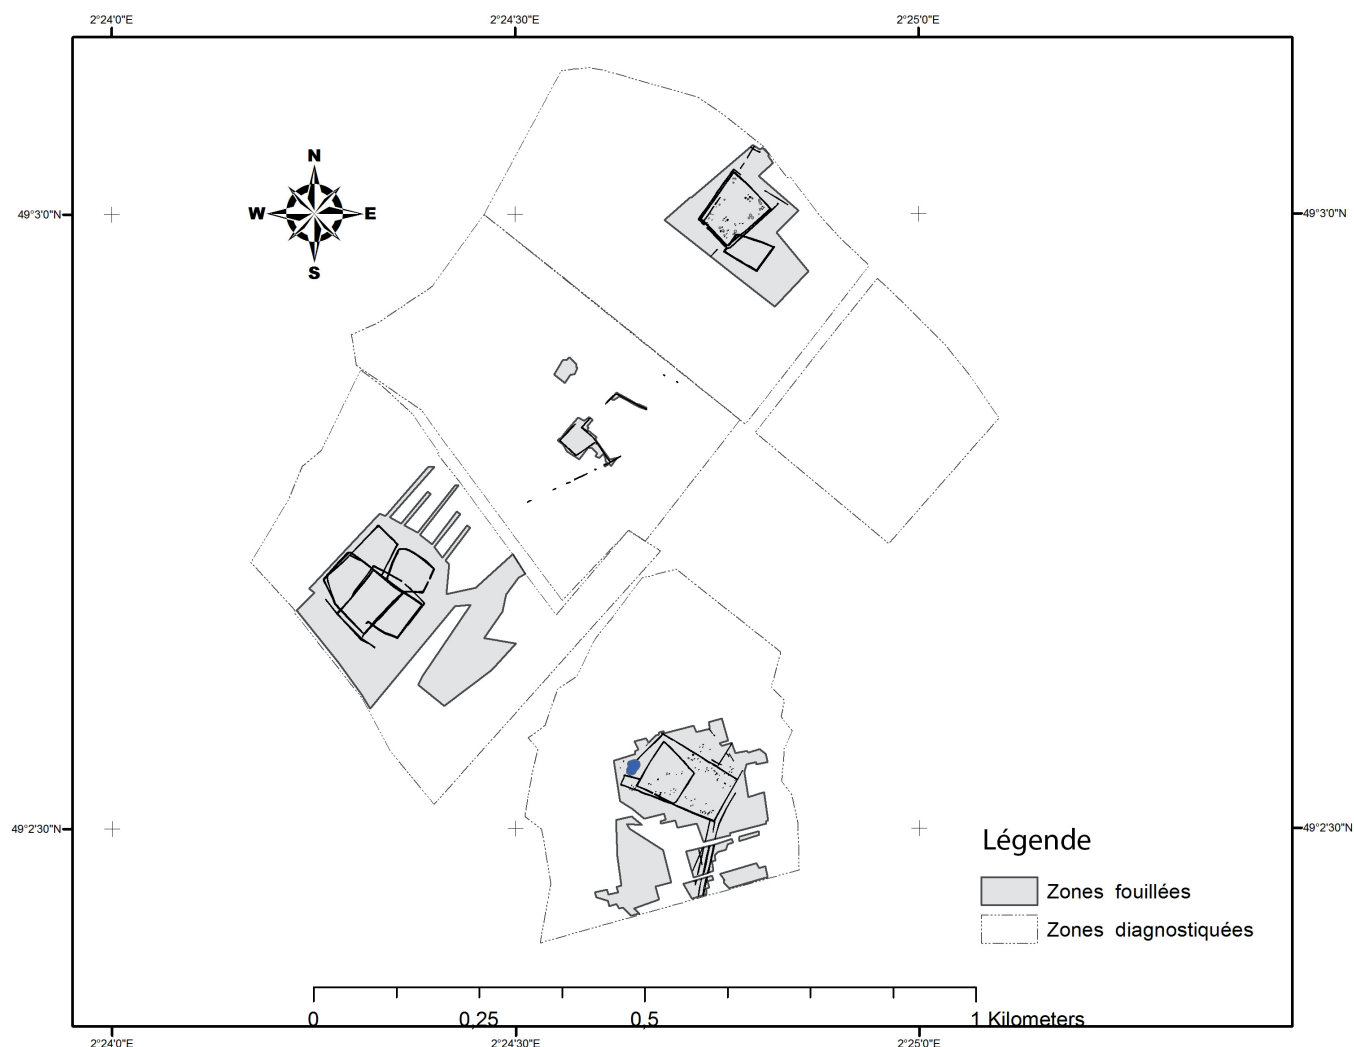 2°24'0"E 2°24'30"E 2°25'0"E
N
49°3'0"N W E 49°3'0"N
S
49°2'30"N 49°2'30"N
Légende
Zones fouillées
Zones diagnostiquées
0 0,25 0,5 1 Kilometers
2°24'0"E 2°24'30"E 2°25'0"E